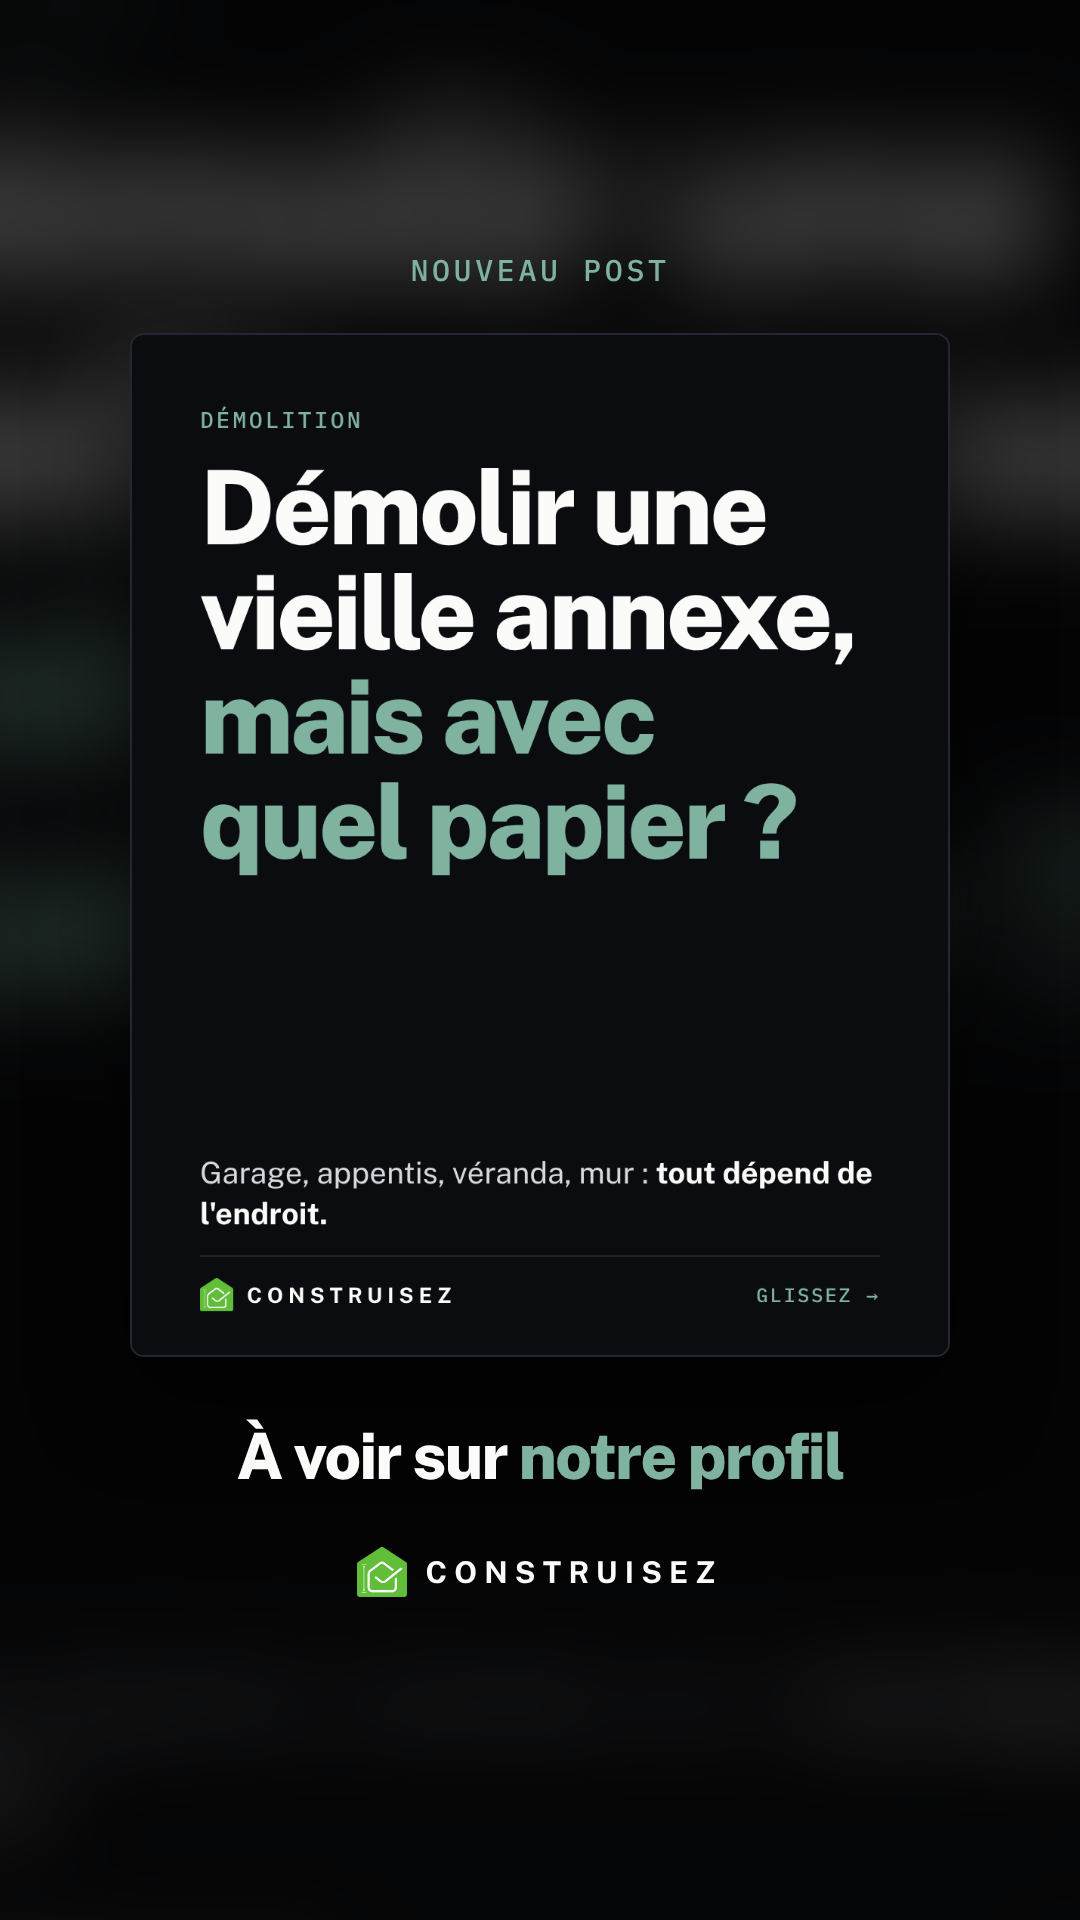 NOUVEAU POST
DÉMOLITION
Démolir une
vieille annexe,
mais avec
quel papier ?
Garage, appentis, véranda, mur : tout dépend de
l'endroit.
CONSTRUISEZ
GLISSEZ →
À voir sur notre profil
CONSTRUISEZ